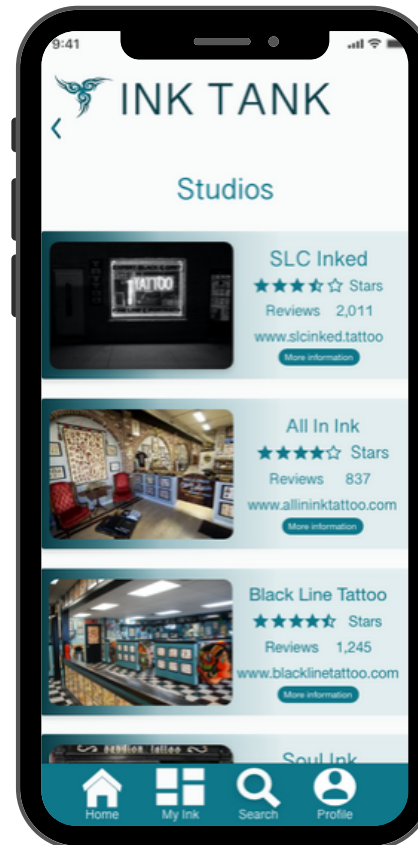 9:41
INK TANK
Studios
TATTOO
SLC Inked
Stars
Reviews 2,011
www.slcinked.tattoo
More information
All In Ink
Stars
Reviews 837
www.allininktattoo.com
More information
Black Line Tattoo
Stars
Reviews 1,245
www.blacklinetattoo.com
More information
Soul Ink
Home
My Ink
Search
Profile